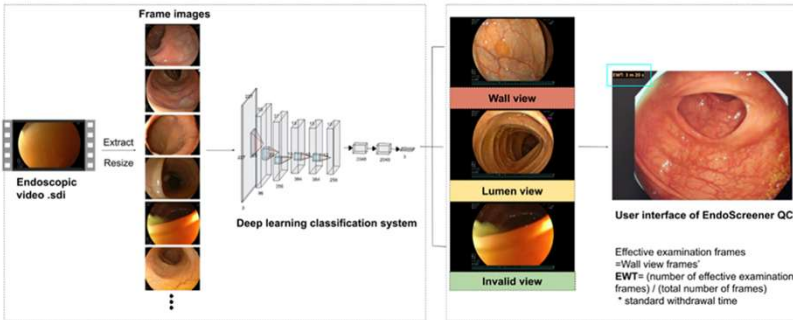 Frame images
Extract
Resize
Endoscopic
video .sdi
Deep learning classification system
Wall view
Lumen view
Invalid view
User interface of EndoScreener QC
Effective examination frames
=Wall view frames'
EWT= (number of effective examination
frames) / (total number of frames)
* standard withdrawal time